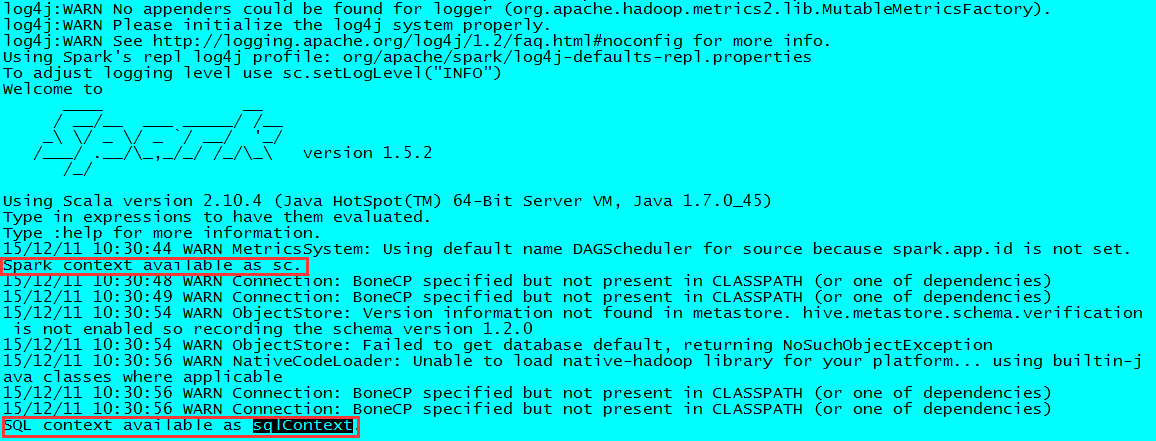 log4j:WARN No appenders could be found for logger (org.apache.hadoop.metrics2.lib.MutableMetricsFactory).
log4j:WARN Please initialize the log4j system properly.
log4j:WARN See http://logging.apache.org/log4j/1.2/faq.html#noconfig for more info.
Using Spark's repl log4j profile: org/apache/spark/log4j-defaults-repl.properties
To adjust logging level use sc.setLogLevel("INFO")
Welcome to
      ____              __
     / __/__  ___ _____/ /__
    _\ \/ _ \/ _ `/ __/  '_/
   /___/ .__/\_,_/_/ /_/\_\   version 1.5.2
      /_/
Using Scala version 2.10.4 (Java HotSpot(TM) 64-Bit Server VM, Java 1.7.0_45)
Type in expressions to have them evaluated.
Type :help for more information.
15/12/11 10:30:44 WARN MetricsSystem: Using default name DAGScheduler for source because spark.app.id is not set.
Spark context available as sc.
15/12/11 10:30:48 WARN Connection: BoneCP specified but not present in CLASSPATH (or one of dependencies)
15/12/11 10:30:49 WARN Connection: BoneCP specified but not present in CLASSPATH (or one of dependencies)
15/12/11 10:30:54 WARN ObjectStore: Version information not found in metastore. hive.metastore.schema.verification
 is not enabled so recording the schema version 1.2.0
15/12/11 10:30:54 WARN ObjectStore: Failed to get database default, returning NoSuchObjectException
15/12/11 10:30:56 WARN NativeCodeLoader: Unable to load native-hadoop library for your platform... using builtin-j
ava classes where applicable
15/12/11 10:30:56 WARN Connection: BoneCP specified but not present in CLASSPATH (or one of dependencies)
15/12/11 10:30:56 WARN Connection: BoneCP specified but not present in CLASSPATH (or one of dependencies)
SQL context available as sqlContext.